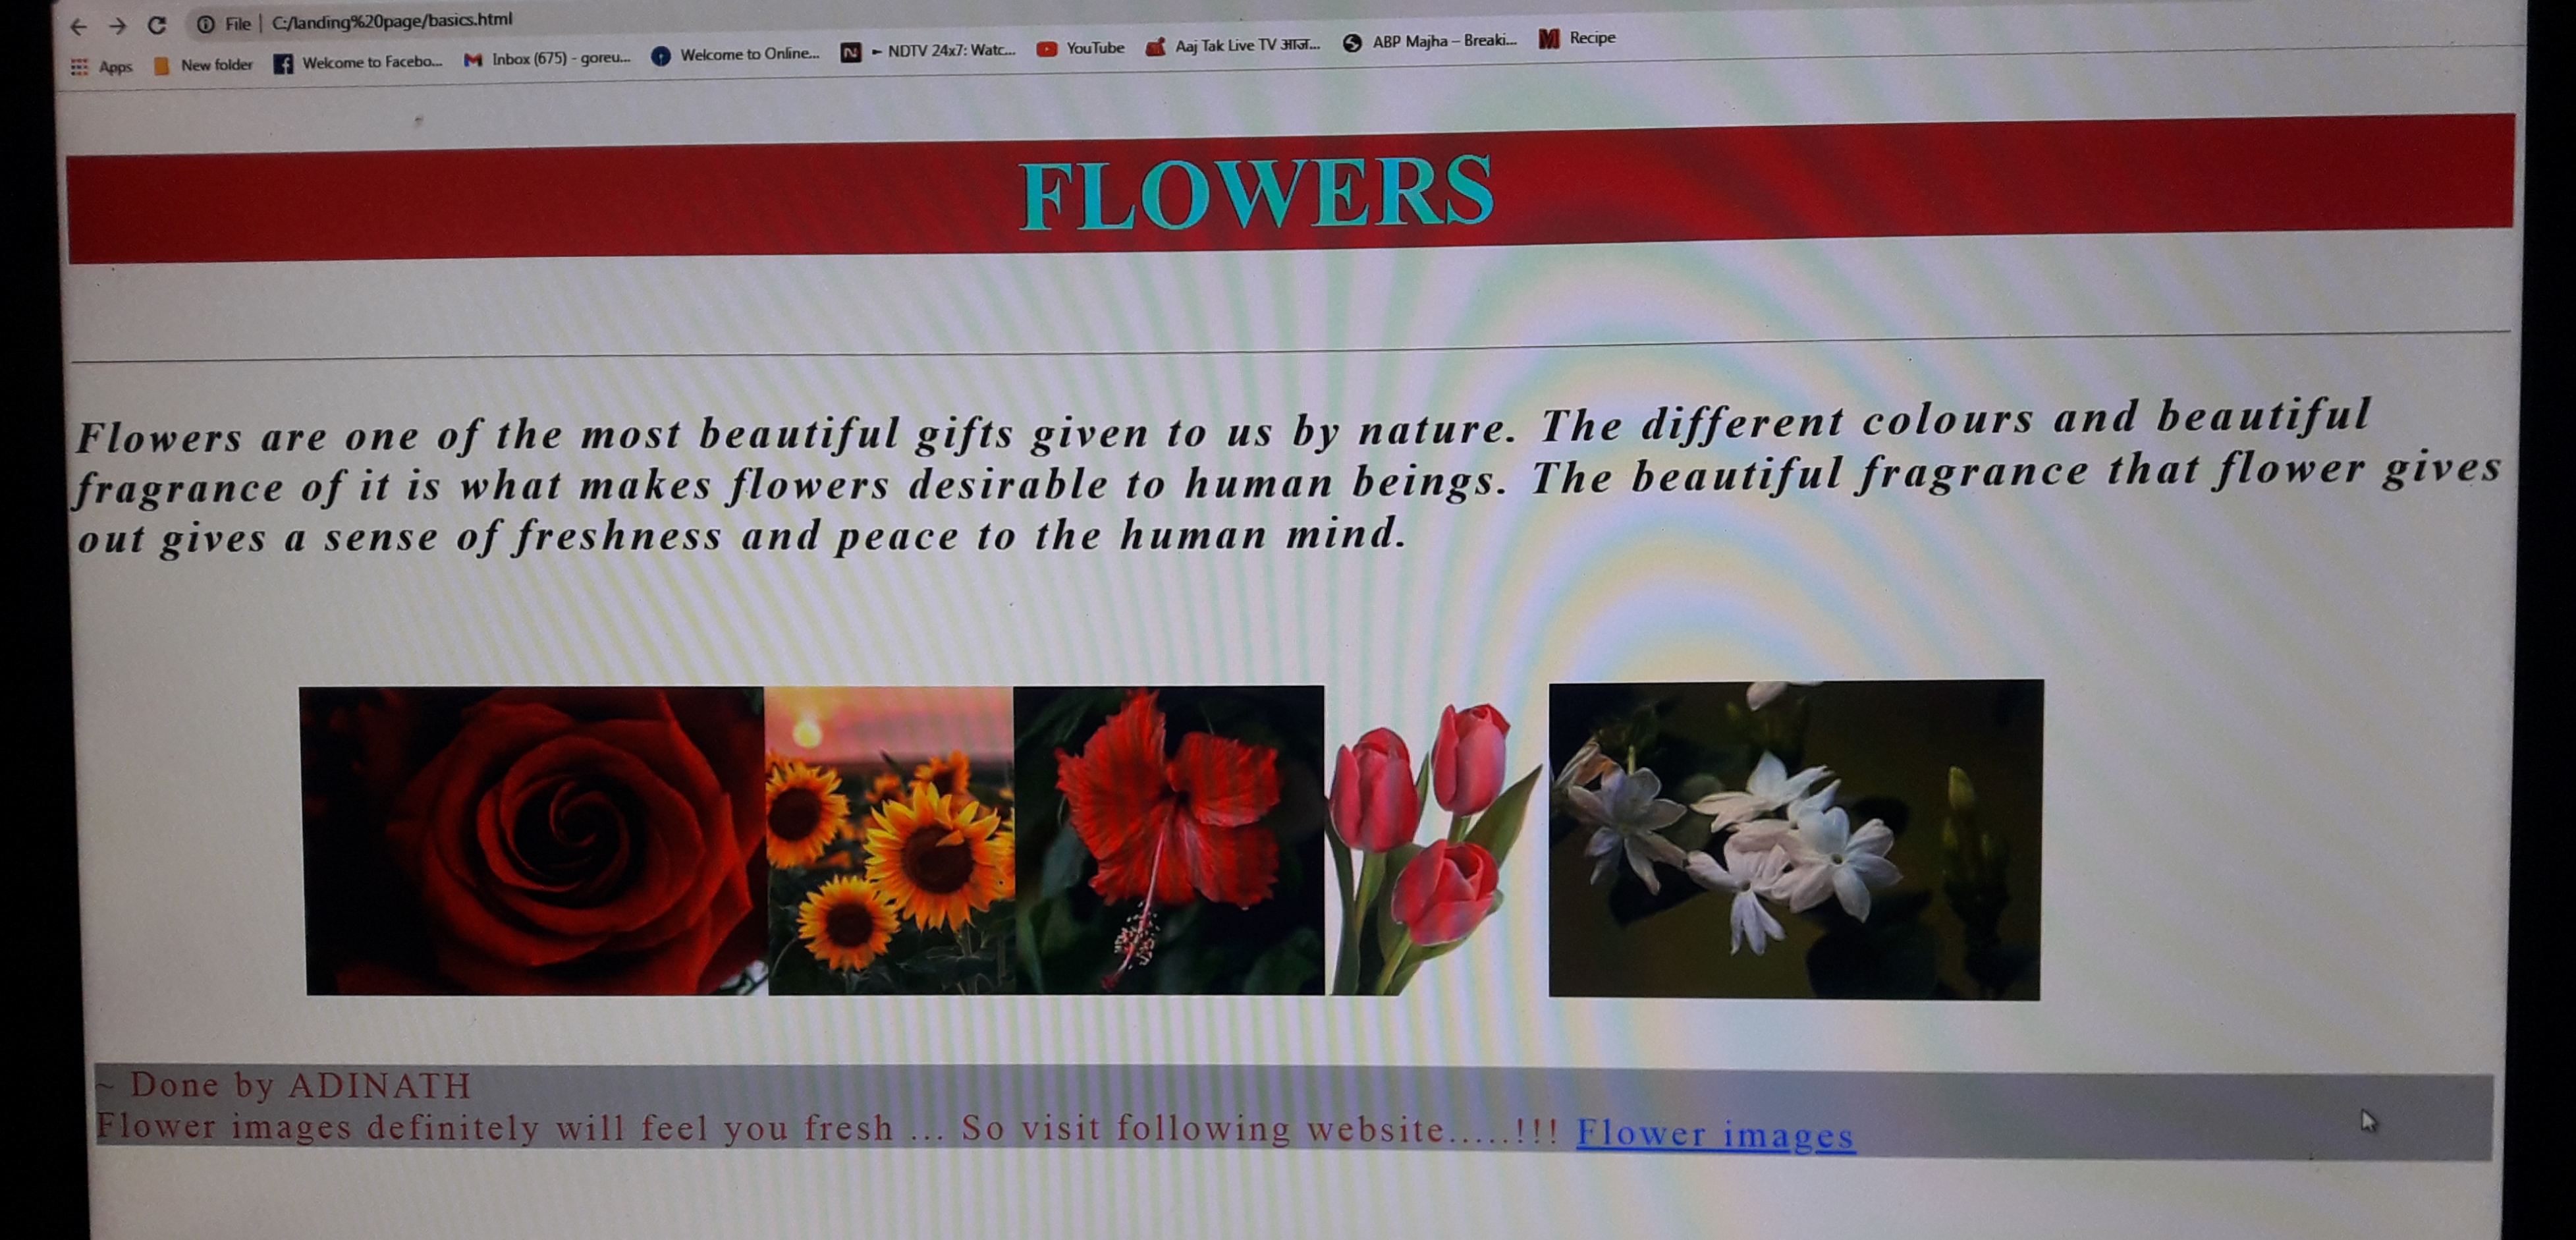 File | C:/landing%20page/basics.html
Apps New folder Welcome to Facebo... Inbox (675) - goreu... Welcome to Online... ► NDTV 24x7: Watc... YouTube Aaj Tak Live TV आज... ABP Majha – Breaki... Recipe
FLOWERS
Flowers are one of the most beautiful gifts given to us by nature. The different colours and beautiful
fragrance of it is what makes flowers desirable to human beings. The beautiful fragrance that flower gives
out gives a sense of freshness and peace to the human mind.
~ Done by ADINATH
Flower images definitely will feel you fresh ... So visit following website.....!!! Flower images